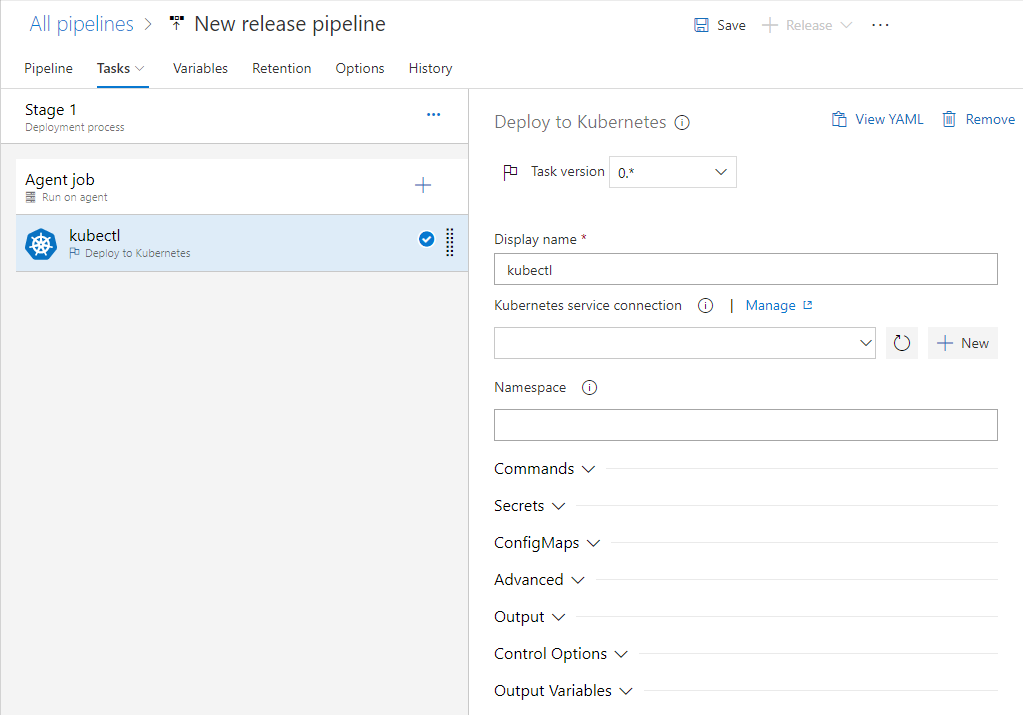 All pipelines > New release pipeline
Save + Release ...
Pipeline Tasks Variables Retention Options History
Stage 1
Deployment process
...
Agent job
Run on agent
kubectl
Deploy to Kubernetes
Deploy to Kubernetes
View YAML Remove
Task version 0.*
Display name *
kubectl
Kubernetes service connection | Manage
+ New
Namespace
Commands
Secrets
ConfigMaps
Advanced
Output
Control Options
Output Variables